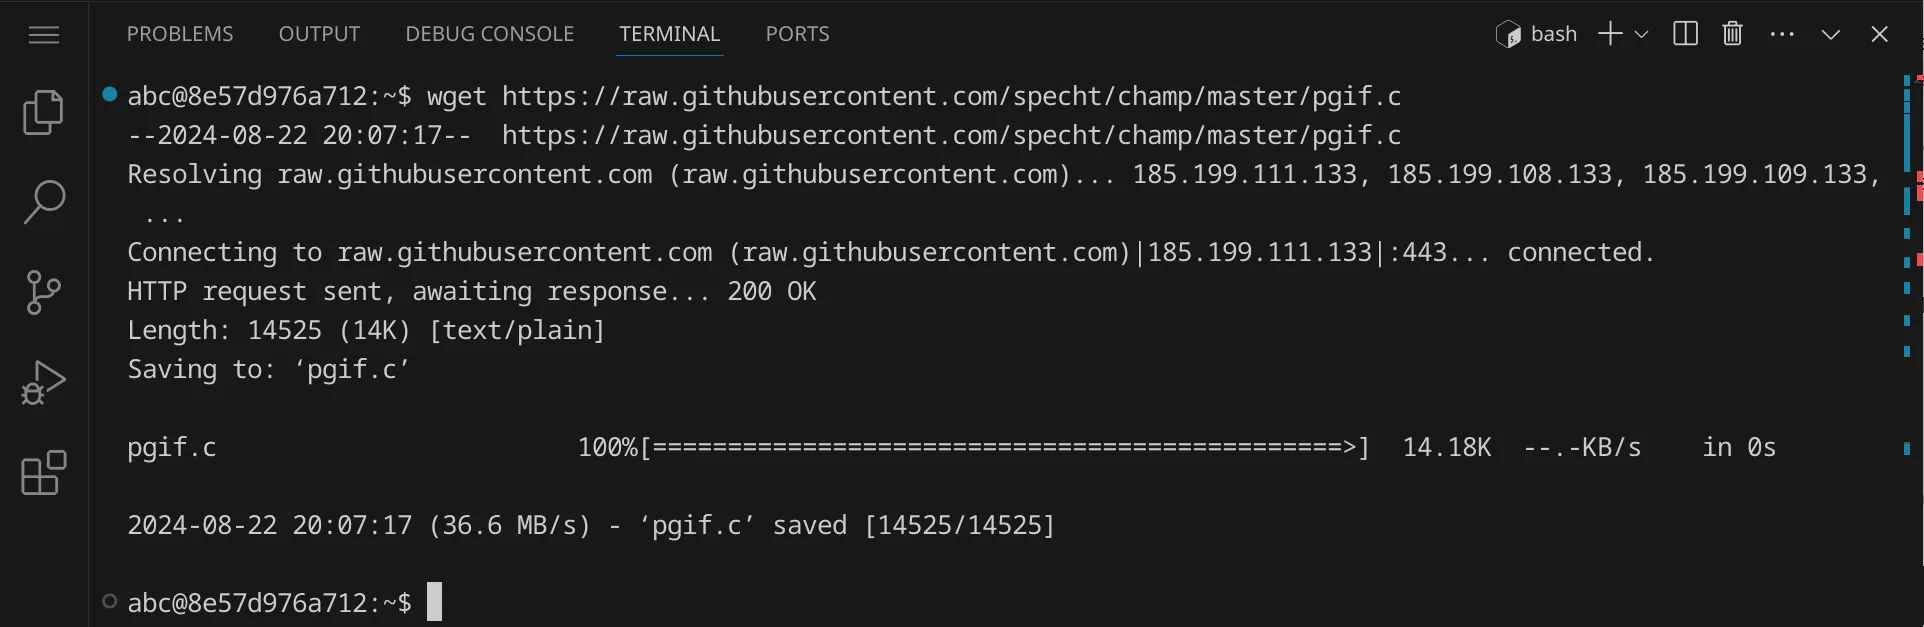 PROBLEMS OUTPUT DEBUG CONSOLE TERMINAL PORTS bash
abc@8e57d976a712:~$ wget https://raw.githubusercontent.com/specht/champ/master/pgif.c
--2024-08-22 20:07:17--  https://raw.githubusercontent.com/specht/champ/master/pgif.c
Resolving raw.githubusercontent.com (raw.githubusercontent.com)... 185.199.111.133, 185.199.108.133, 185.199.109.133,
...
Connecting to raw.githubusercontent.com (raw.githubusercontent.com)|185.199.111.133|:443... connected.
HTTP request sent, awaiting response... 200 OK
Length: 14525 (14K) [text/plain]
Saving to: ‘pgif.c’
pgif.c 100%[==============================================>] 14.18K --.-KB/s in 0s
2024-08-22 20:07:17 (36.6 MB/s) - ‘pgif.c’ saved [14525/14525]
abc@8e57d976a712:~$